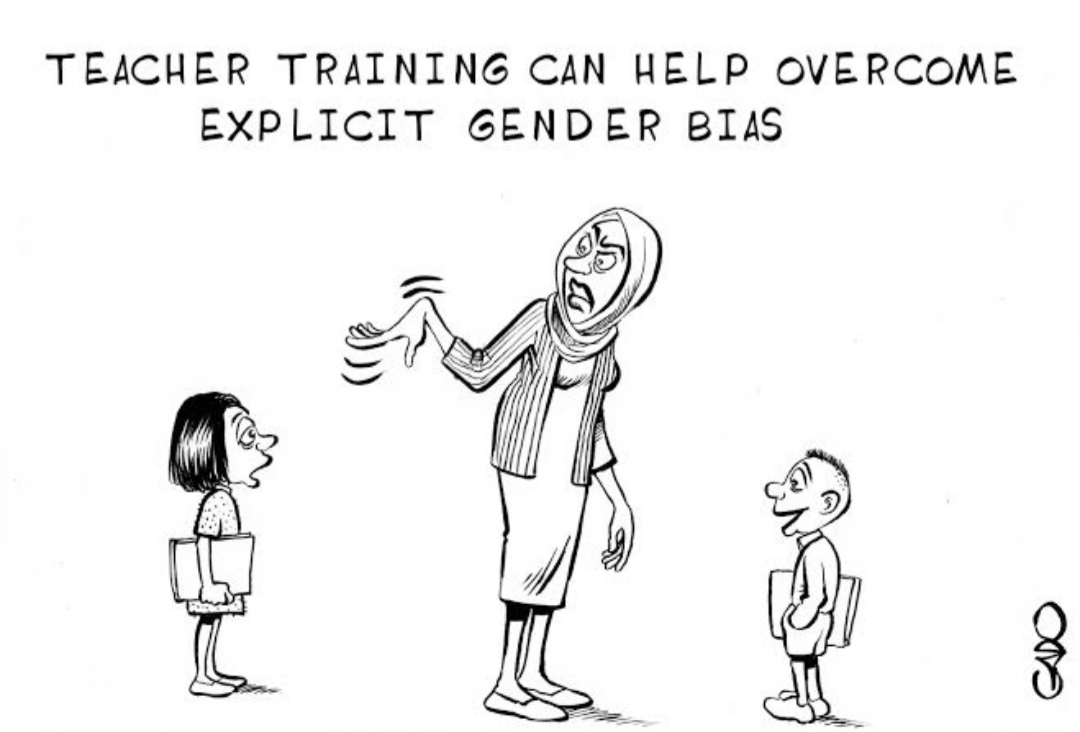 TEACHER TRAINING CAN HELP OVERCOME
EXPLICIT GENDER BIAS
GADO